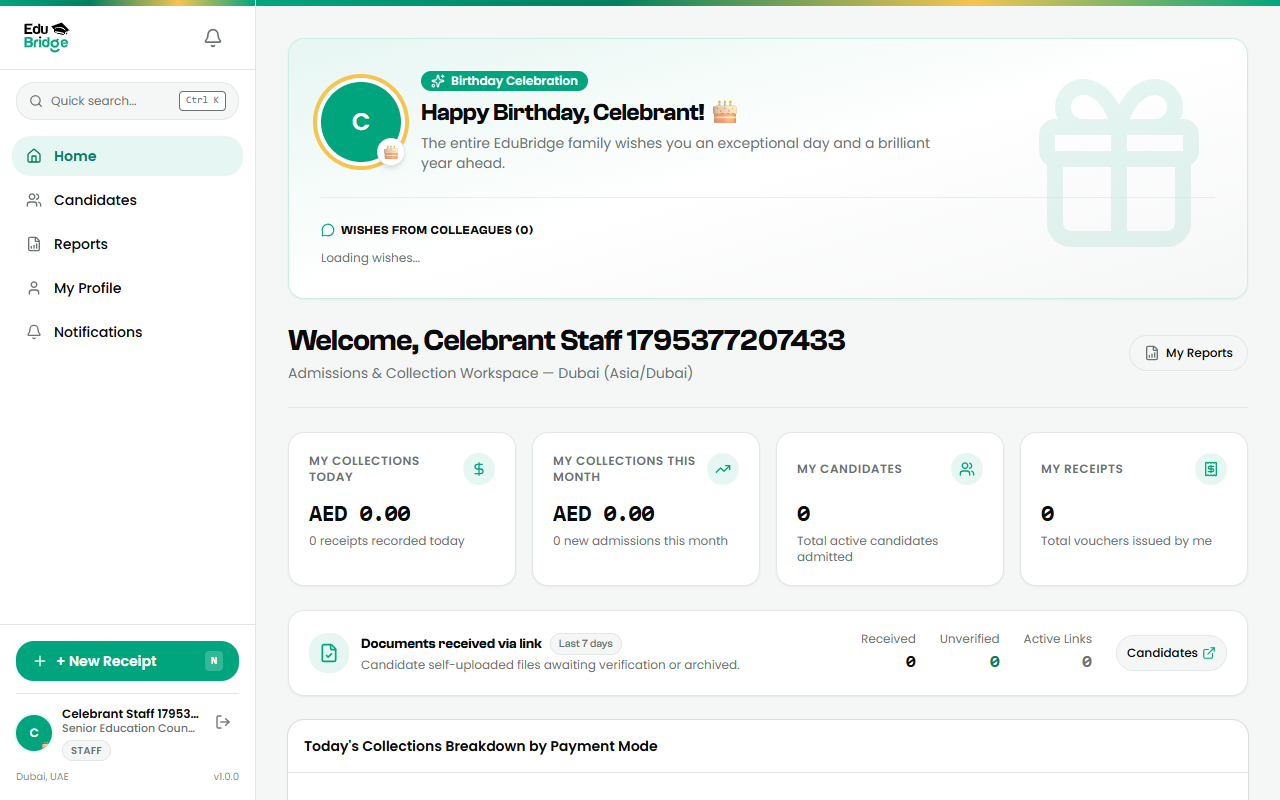 Edu
Bridge
Quick search...
Ctrl K
Home
Candidates
Reports
My Profile
Notifications
+ New Receipt
N
C
Celebrant Staff 17953...
Senior Education Coun...
STAFF
Dubai, UAE
v1.0.0
C
Birthday Celebration
Happy Birthday, Celebrant! 🎂
The entire EduBridge family wishes you an exceptional day and a brilliant
year ahead.
WISHES FROM COLLEAGUES (0)
Loading wishes...
Welcome, Celebrant Staff 1795377207433
Admissions & Collection Workspace — Dubai (Asia/Dubai)
My Reports
MY COLLECTIONS
TODAY
AED 0.00
0 receipts recorded today
MY COLLECTIONS THIS
MONTH
AED 0.00
0 new admissions this month
MY CANDIDATES
0
Total active candidates
admitted
MY RECEIPTS
0
Total vouchers issued by me
Documents received via link
Last 7 days
Candidate self-uploaded files awaiting verification or archived.
Received
0
Unverified
0
Active Links
0
Candidates
Today's Collections Breakdown by Payment Mode